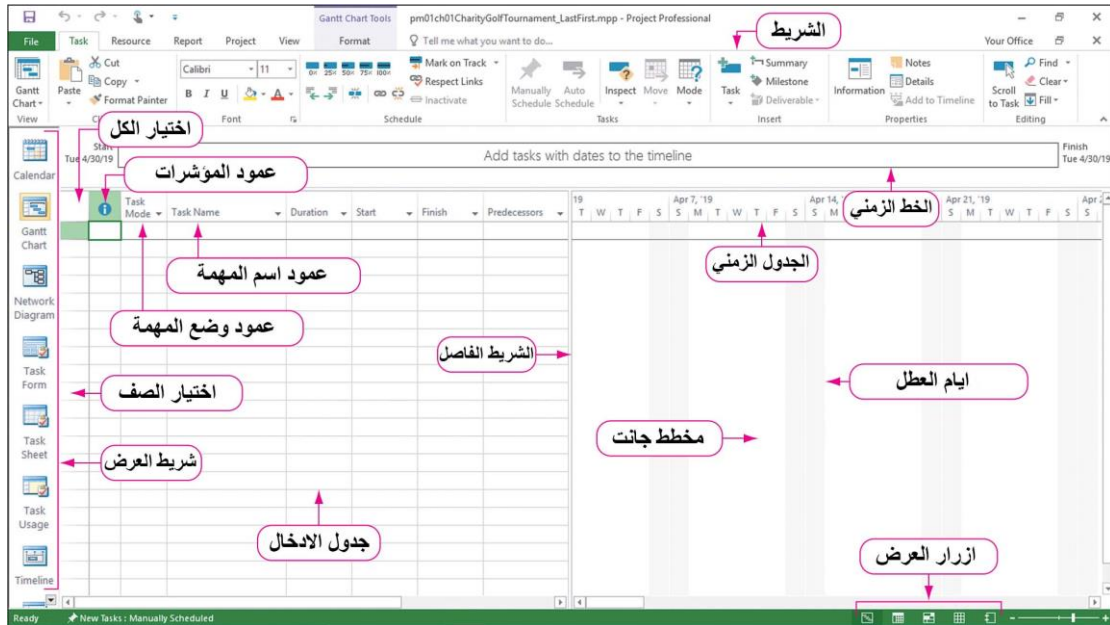 Gantt Chart Tools
pm01ch01CharityGolfTournament_LastFirst.mpp - Project Professional
File Task Resource Report Project View Format Tell me what you want to do...
Your Office
الشريط
Gantt Chart
View
Paste
Cut
Copy
Format Painter
Calibri 11
B I U A
Font
0% 25% 50% 75% 100%
Mark on Track
Respect Links
Inactivate
Schedule
Manually Schedule
Auto Schedule
Inspect
Move
Mode
Tasks
Task
Summary
Milestone
Deliverable
Insert
Information
Notes
Details
Add to Timeline
Properties
Scroll to Task
Find
Clear
Fill
Editing
اختيار الكل
Start
Tue 4/30/19
Add tasks with dates to the timeline
Finish
Tue 4/30/19
عمود المؤشرات
الخط الزمني
Task Mode
Task Name
Duration
Start
Finish
Predecessors
19 Apr 7, '19 Apr 14, Apr 21, '19 Apr
T W T F S S M T W T F S S M T W T F S S M T W T F S S
الجدول الزمني
عمود اسم المهمة
عمود وضع المهمة
الشريط الفاصل
ايام العطل
اختيار الصف
مخطط جانت
شريط العرض
جدول الادخال
ازرار العرض
Calendar
Gantt Chart
Network Diagram
Task Form
Task Sheet
Task Usage
Timeline
Ready
New Tasks : Manually Scheduled